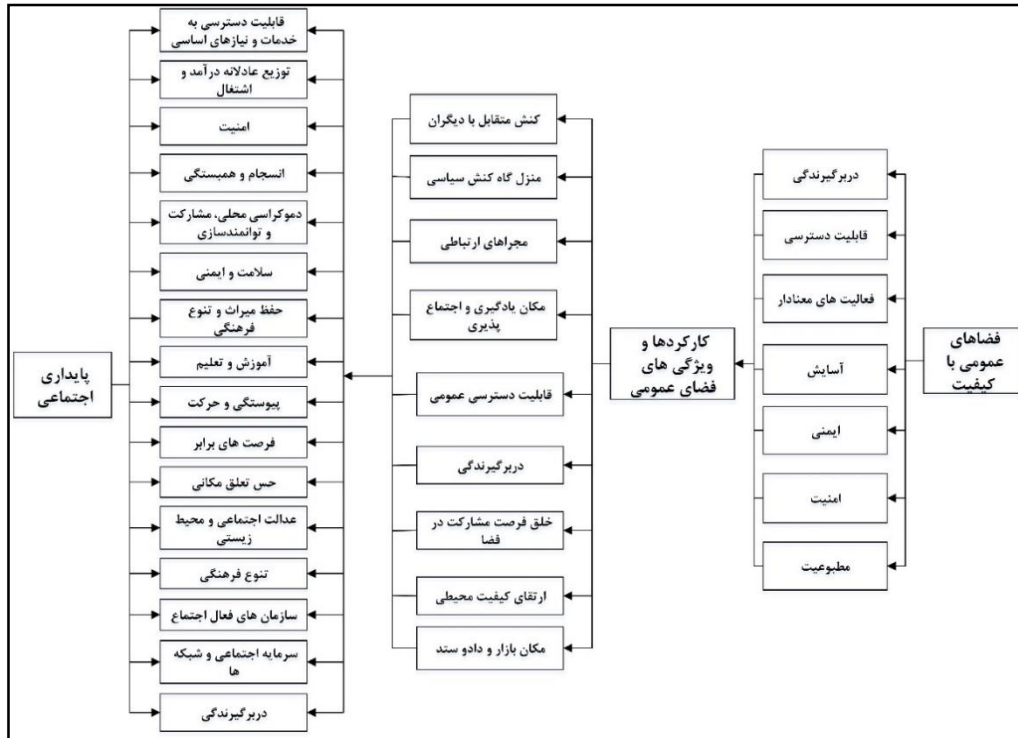 فضاهای
عمومی با
کیفیت
دربرگیرندگی
قابلیت دسترسی
فعالیت های معنادار
آسایش
ایمنی
امنیت
مطبوعیت
کارکردها و
ویژگی های
فضای عمومی
کنش متقابل با دیگران
منزل گاه کنش سیاسی
مجراهای ارتباطی
مکان یادگیری و اجتماع
پذیری
قابلیت دسترسی عمومی
دربرگیرندگی
خلق فرصت مشارکت در
فضا
ارتقای کیفیت محیطی
مکان بازار و دادو ستد
قابلیت دسترسی به
خدمات و نیازهای اساسی
توزیع عادلانه درآمد و
اشتغال
امنیت
انسجام و همبستگی
دموکراسی محلی، مشارکت
و توانمندسازی
سلامت و ایمنی
حفظ میراث و تنوع
فرهنگی
آموزش و تعلیم
پیوستگی و حرکت
فرصت های برابر
حس تعلق مکانی
عدالت اجتماعی و محیط
زیستی
تنوع فرهنگی
سازمان های فعال اجتماع
سرمایه اجتماعی و شبکه
ها
دربرگیرندگی
پایداری
اجتماعی